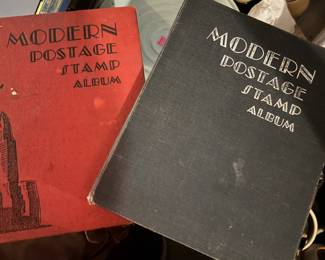 MODERN
POSTAGE
STAMP
ALBUM
MODERN
POSTAGE
STAMP
ALBUM